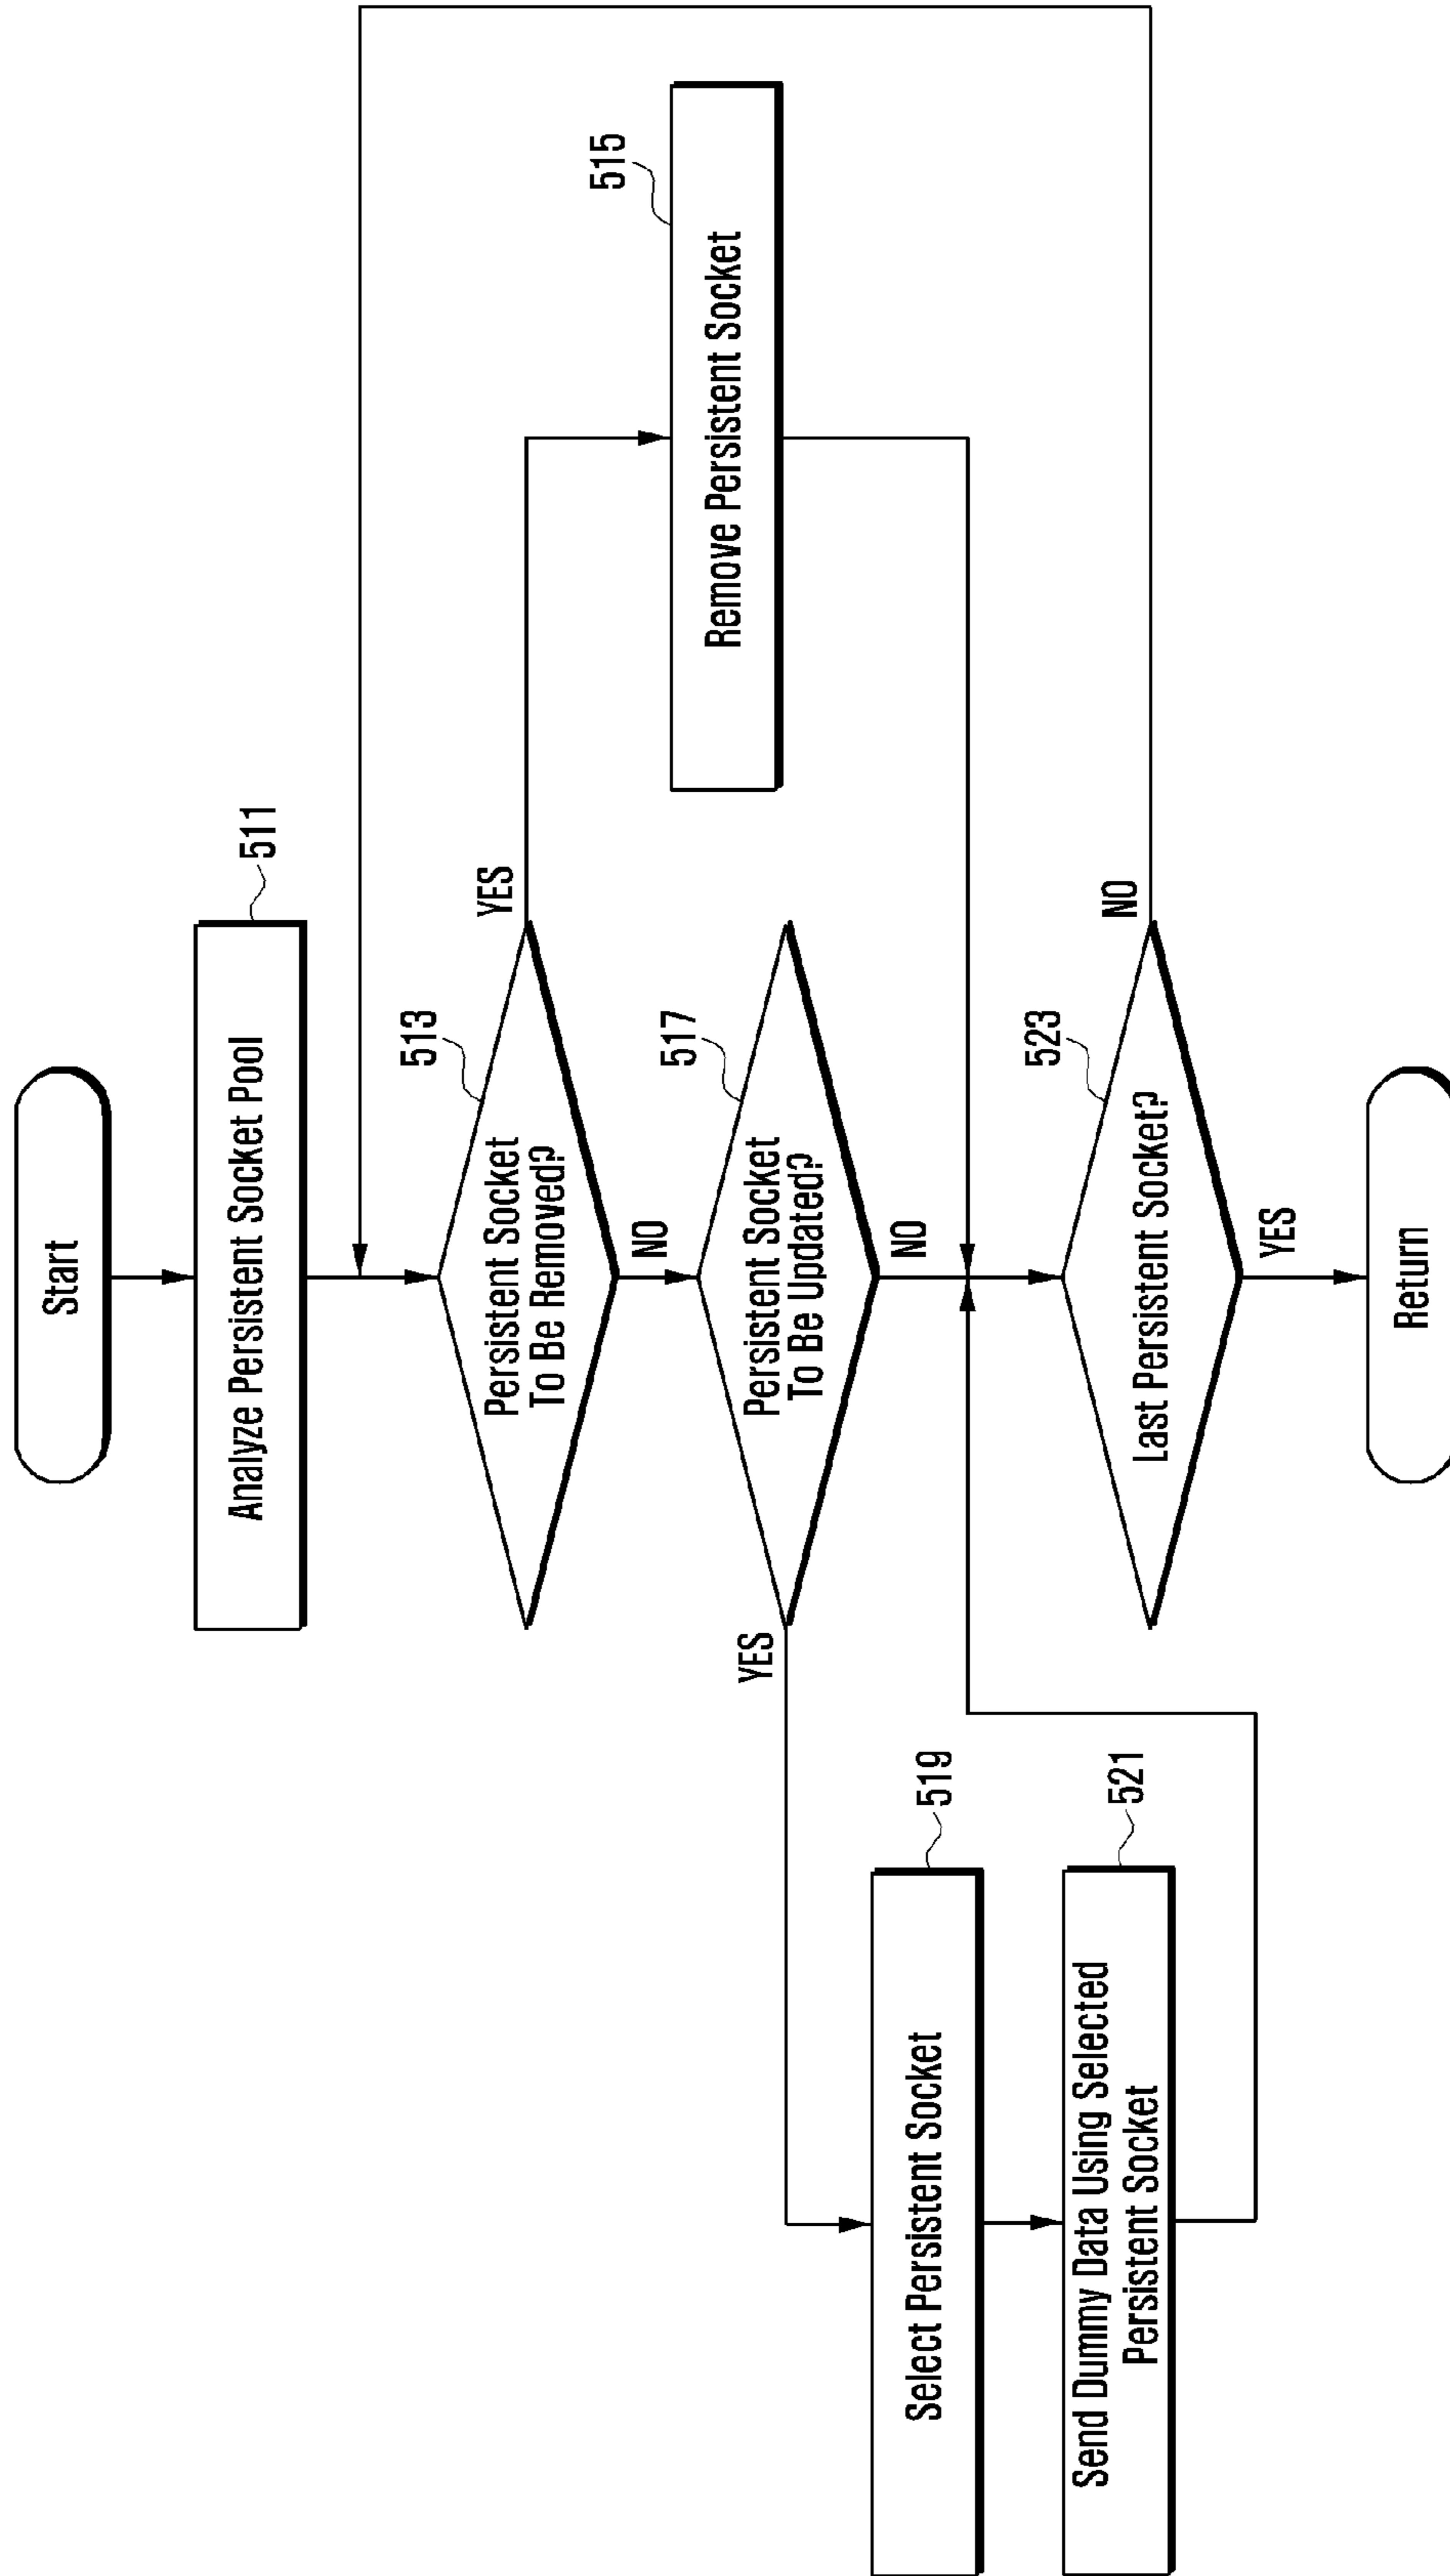 Start
Analyze Persistent Socket Pool
511
Persistent Socket
To Be Removed?
513
YES
NO
Remove Persistent Socket
515
Persistent Socket
To Be Updated?
517
YES
NO
Select Persistent Socket
519
Send Dummy Data Using Selected
Persistent Socket
521
Last Persistent Socket?
523
NO
YES
Return